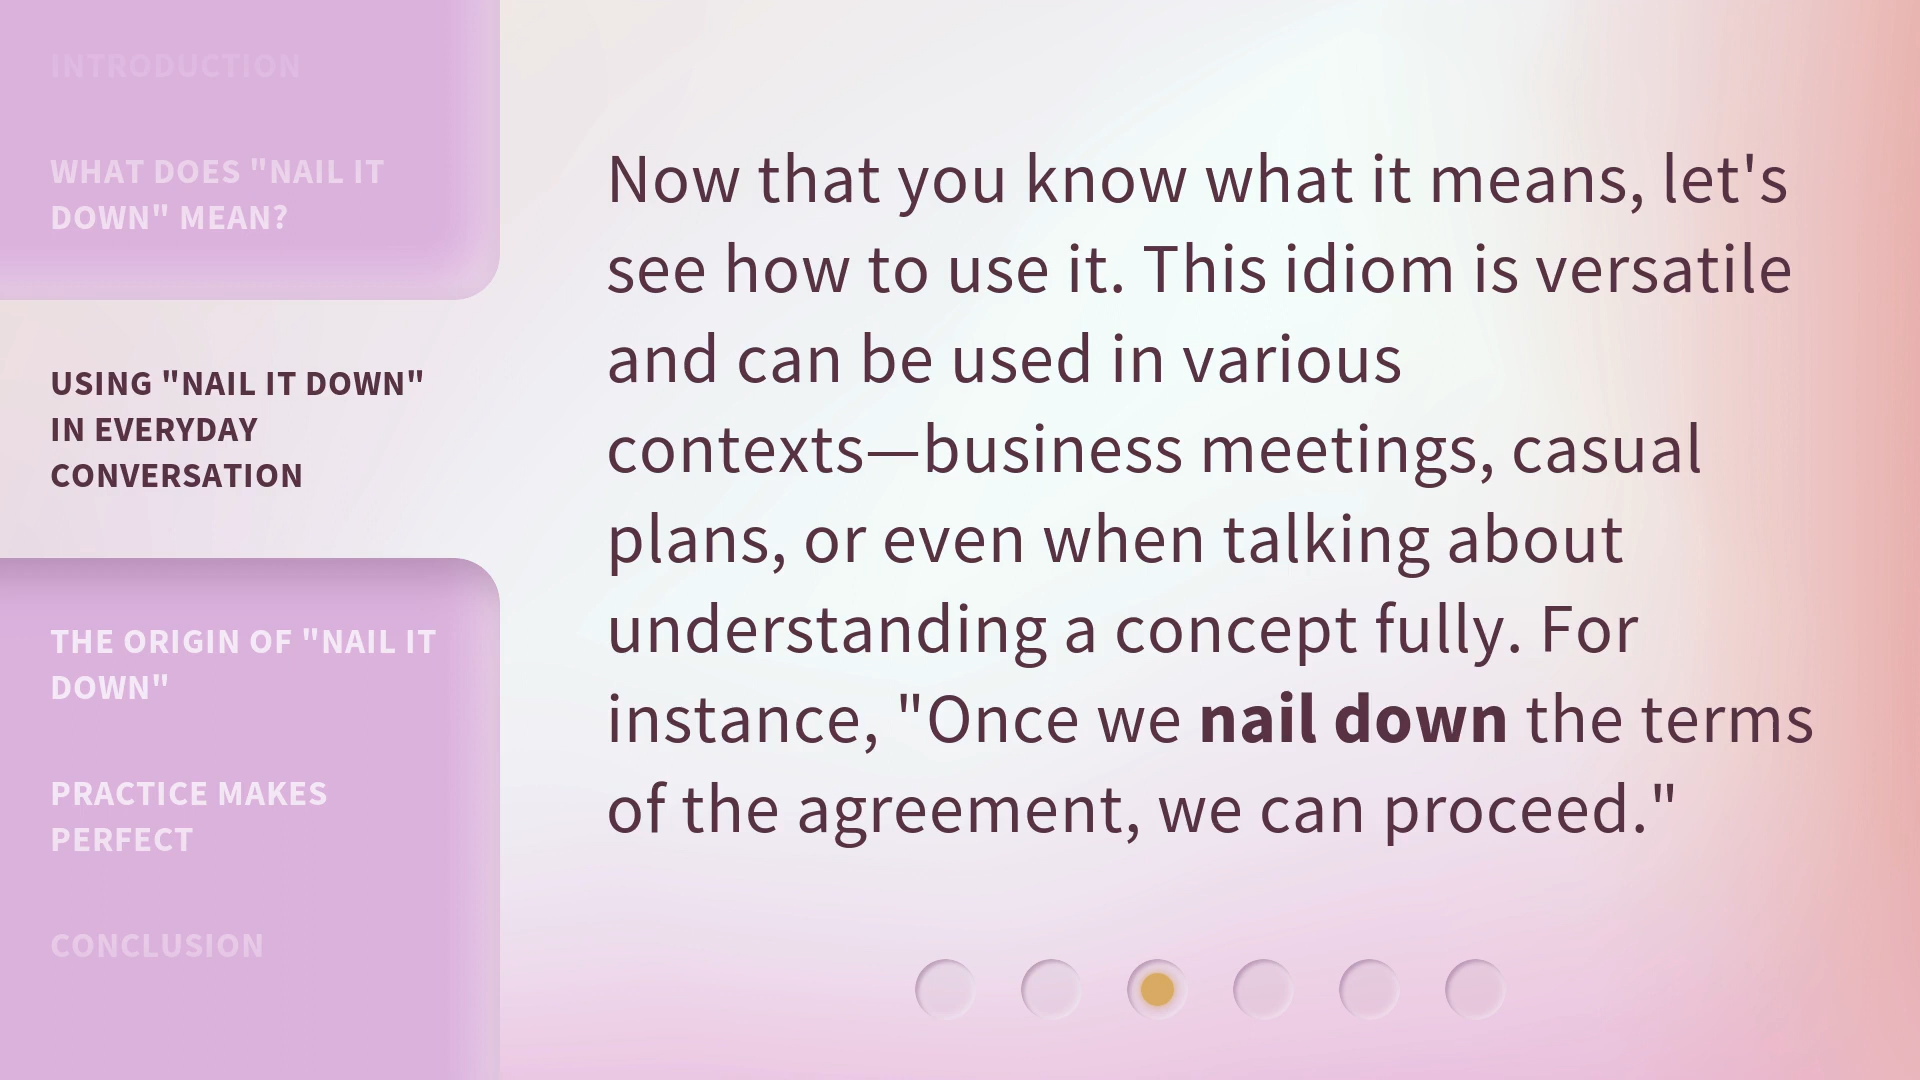 INTRODUCTION
WHAT DOES "NAIL IT
DOWN" MEAN?
USING "NAIL IT DOWN"
IN EVERYDAY
CONVERSATION
THE ORIGIN OF "NAIL IT
DOWN"
PRACTICE MAKES
PERFECT
CONCLUSION
Now that you know what it means, let's
see how to use it. This idiom is versatile
and can be used in various
contexts—business meetings, casual
plans, or even when talking about
understanding a concept fully. For
instance, "Once we nail down the terms
of the agreement, we can proceed."